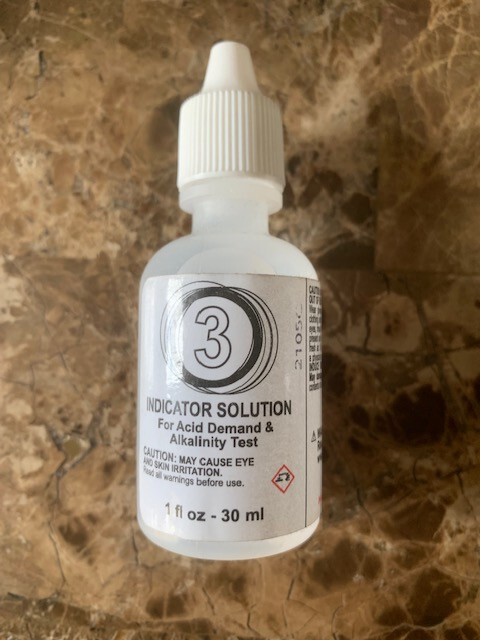 3
INDICATOR SOLUTION
For Acid Demand &
Alkalinity Test
CAUTION: MAY CAUSE EYE
AND SKIN IRRITATION.
Read all warnings before use.
1 fl oz - 30 ml
2105C